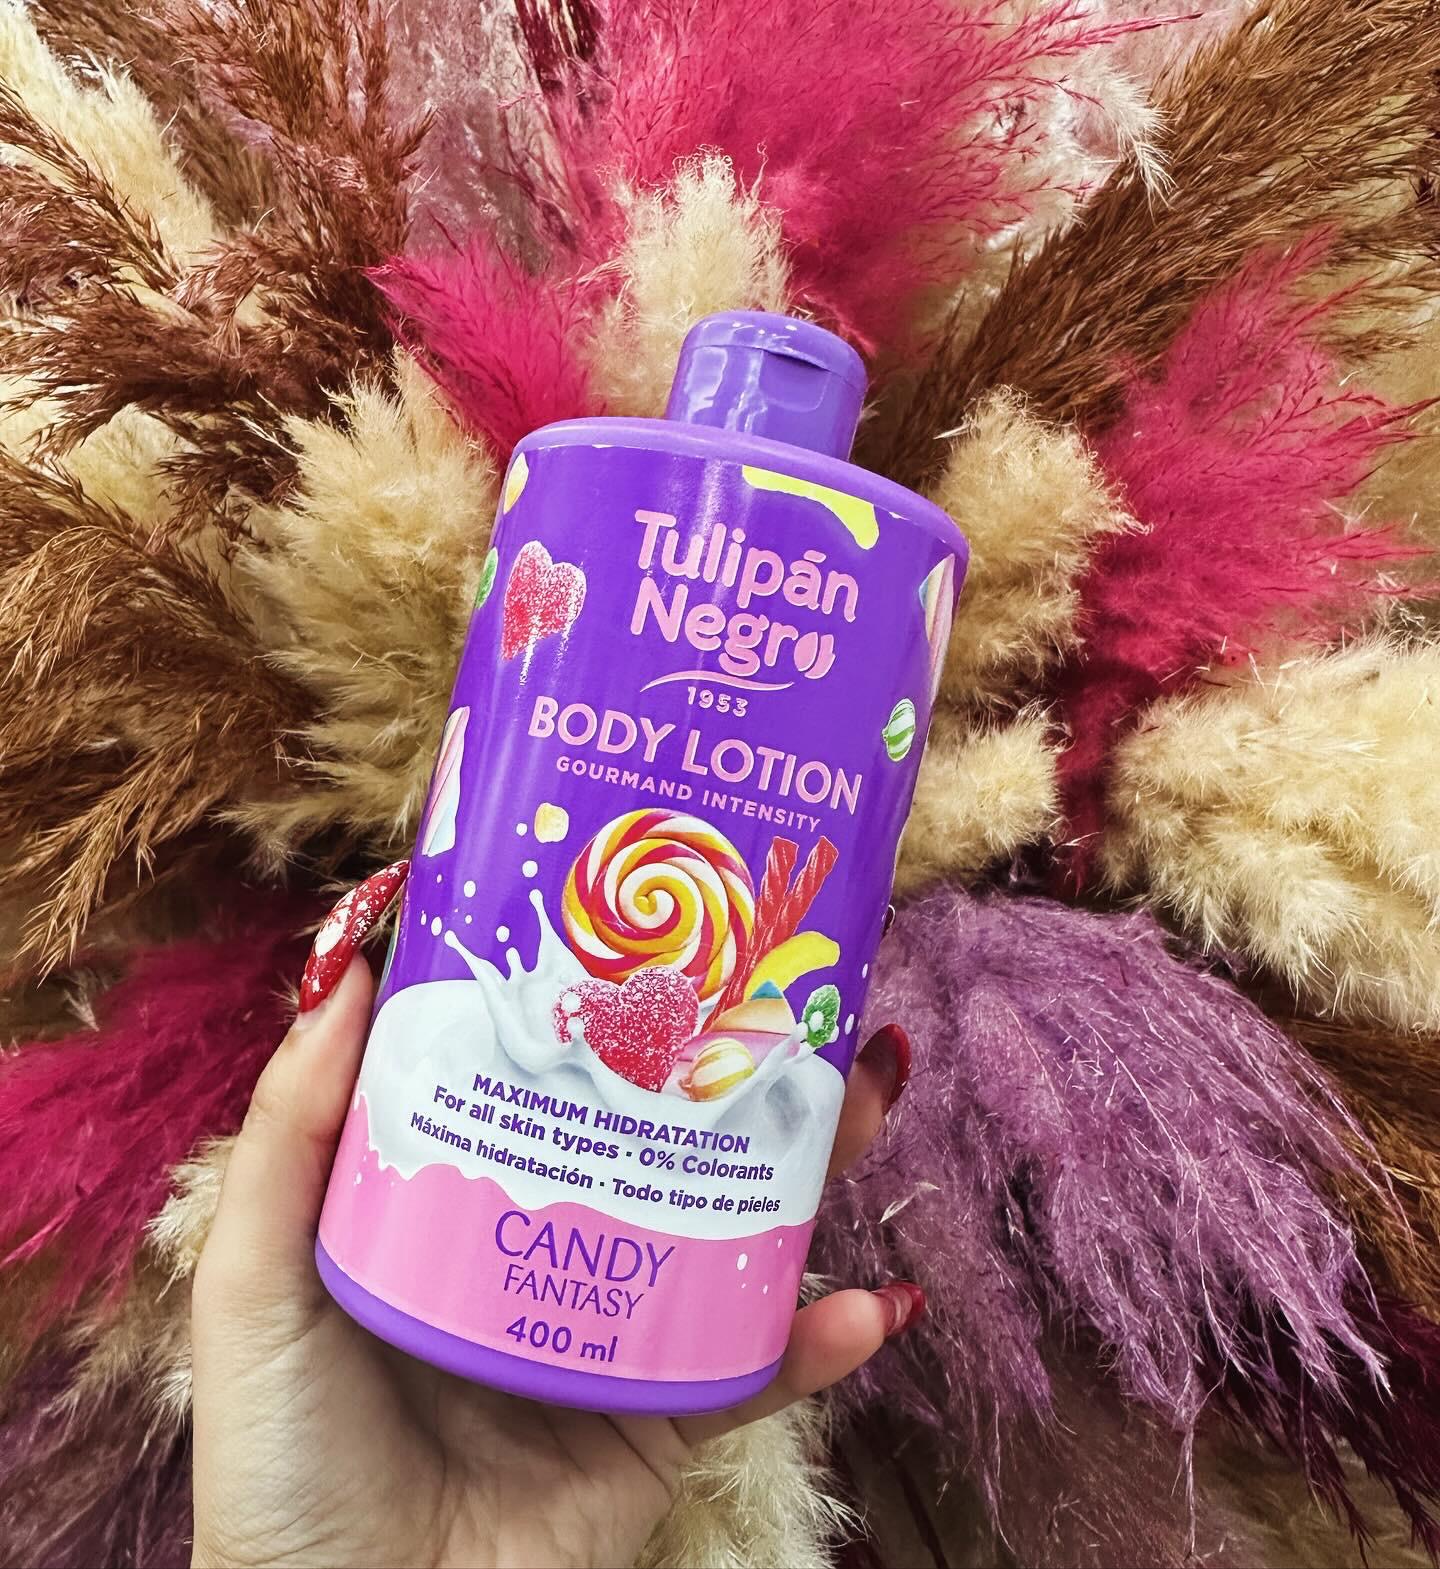 Tulipán
Negro
1953
BODY LOTION
GOURMAND INTENSITY
MAXIMUM HIDRATATION
For all skin types · 0% Colorants
Máxima hidratación · Todo tipo de pieles
CANDY
FANTASY
400 ml